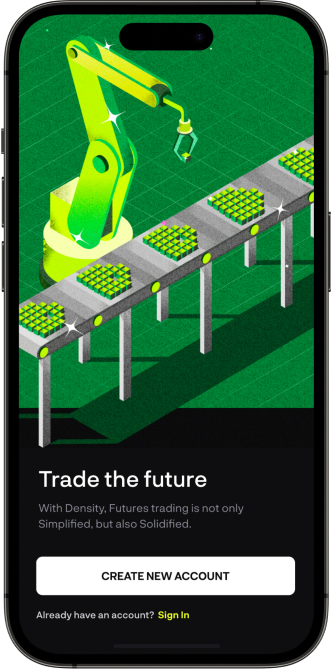 Trade the future
With Density, Futures trading is not only
Simplified, but also Solidified.
CREATE NEW ACCOUNT
Already have an account? Sign In